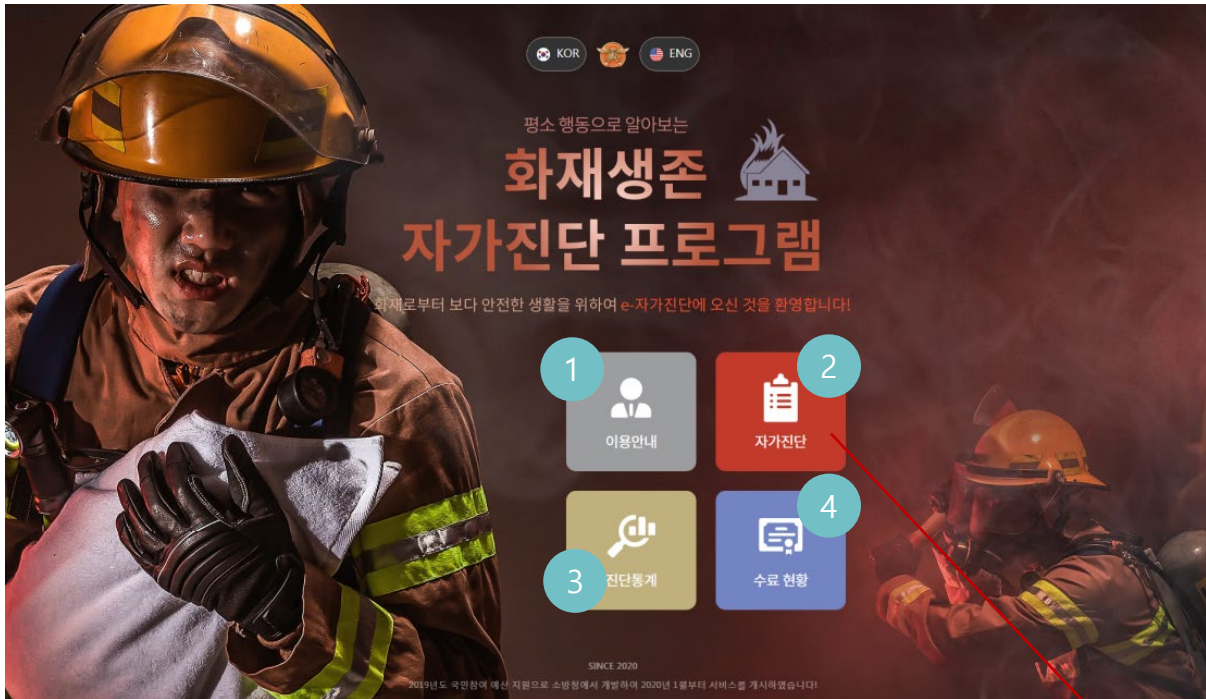 KOR ENG
평소 행동으로 알아보는
화재생존
자가진단 프로그램
화재로부터 보다 안전한 생활을 위하여 e-자가진단에 오신 것을 환영합니다!
1
이용안내
2
자가진단
3
진단통계
4
수료 현황
SINCE 2020
2019년도 국민참여 예산 지원으로 소방청에서 개발하여 2020년 1월부터 서비스를 개시하였습니다!